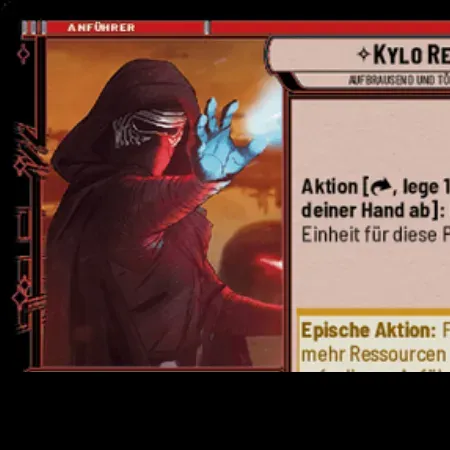 ANFÜHRER
KYLO RE
AUFBRAUSEND UND TÖ
Aktion [, lege 1
deiner Hand ab]:
Einheit für diese P
Epische Aktion: F
mehr Ressourcen